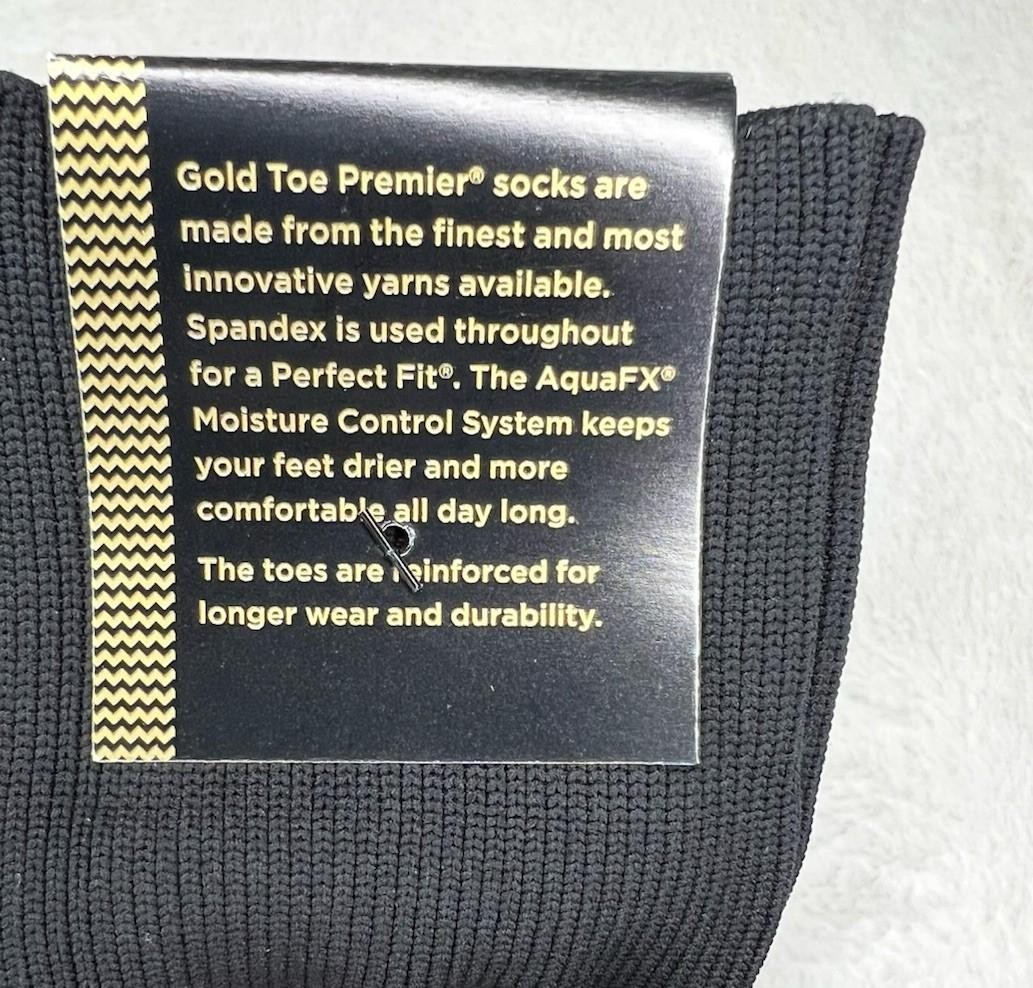 Gold Toe Premier® socks are
made from the finest and most
innovative yarns available.
Spandex is used throughout
for a Perfect Fit®. The AquaFX®
Moisture Control System keeps
your feet drier and more
comfortable all day long.
The toes are reinforced for
longer wear and durability.